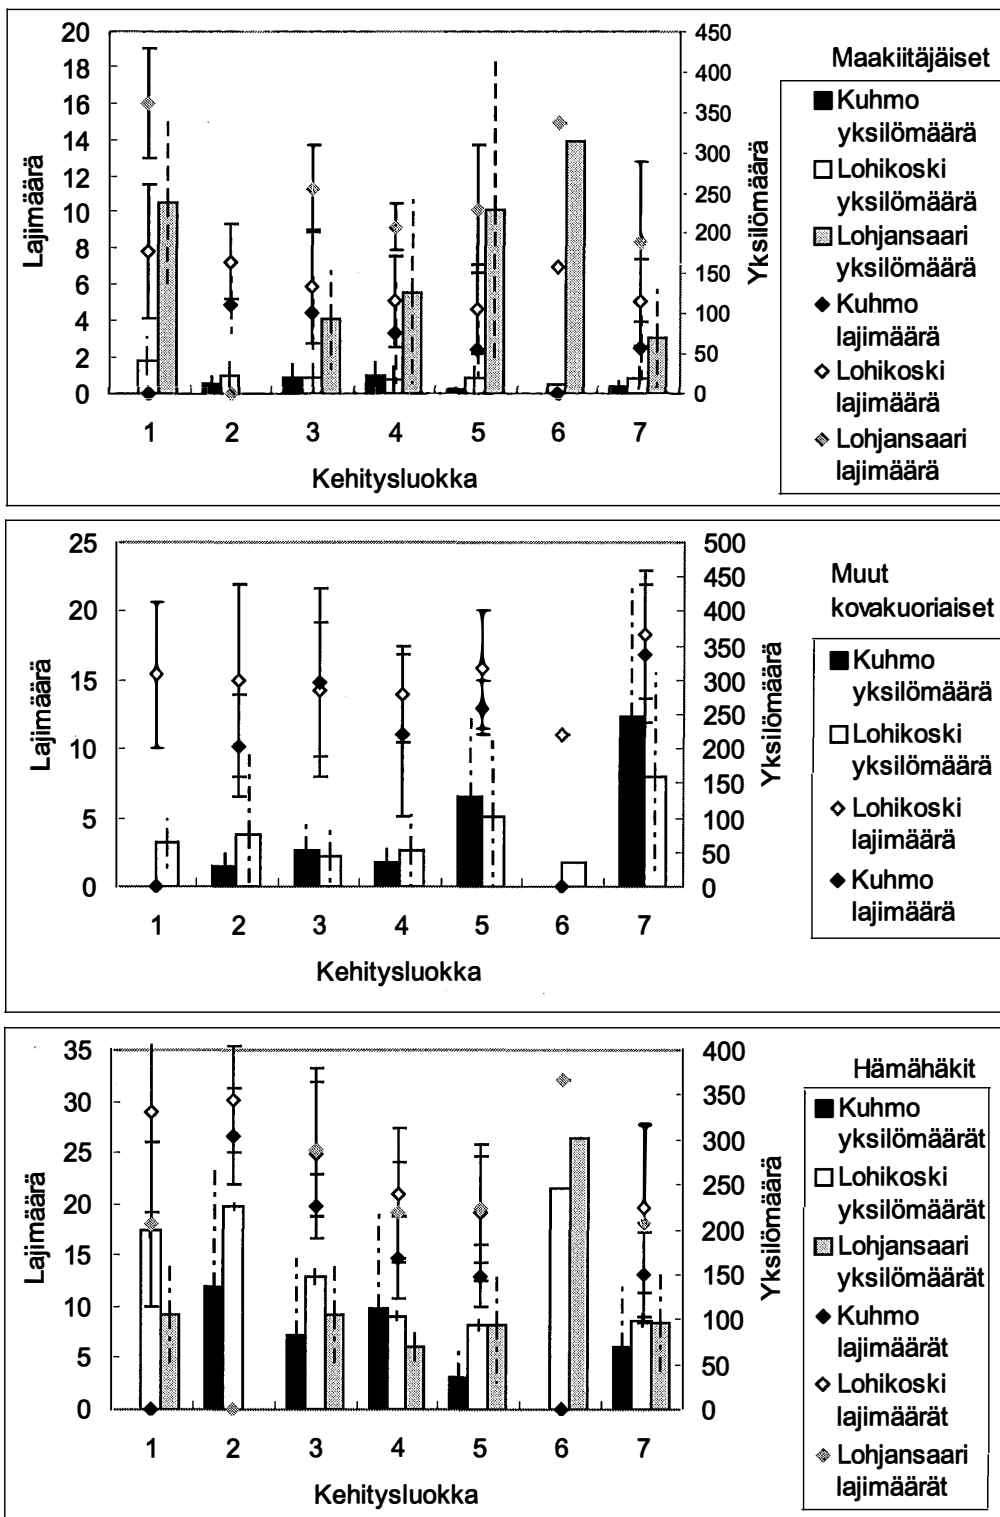 Maakiitäjäiset
Lajimäärä
20
18
16
14
12
10
8
6
4
2
0
450
400
350
300
250
200
150
100
50
0
Yksilömäärä
1 2 3 4 5 6 7
Kehitysluokka
Kuhmo
yksilömäärä
Lohikoski
yksilömäärä
Lohjansaari
yksilömäärä
Kuhmo
lajimäärä
Lohikoski
lajimäärä
Lohjansaari
lajimäärä
Muut
kovakuoriaiset
Lajimäärä
25
20
15
10
5
0
500
450
400
350
300
250
200
150
100
50
0
Yksilömäärä
1 2 3 4 5 6 7
Kehitysluokka
Kuhmo
yksilömäärä
Lohikoski
yksilömäärä
Lohikoski
lajimäärä
Kuhmo
lajimäärä
Hämähäkit
Lajimäärä
35
30
25
20
15
10
5
0
400
350
300
250
200
150
100
50
0
Yksilömäärä
1 2 3 4 5 6 7
Kehitysluokka
Kuhmo
yksilömäärät
Lohikoski
yksilömäärät
Lohjansaari
yksilömäärät
Kuhmo
lajimäärät
Lohikoski
lajimäärät
Lohjansaari
lajimäärät